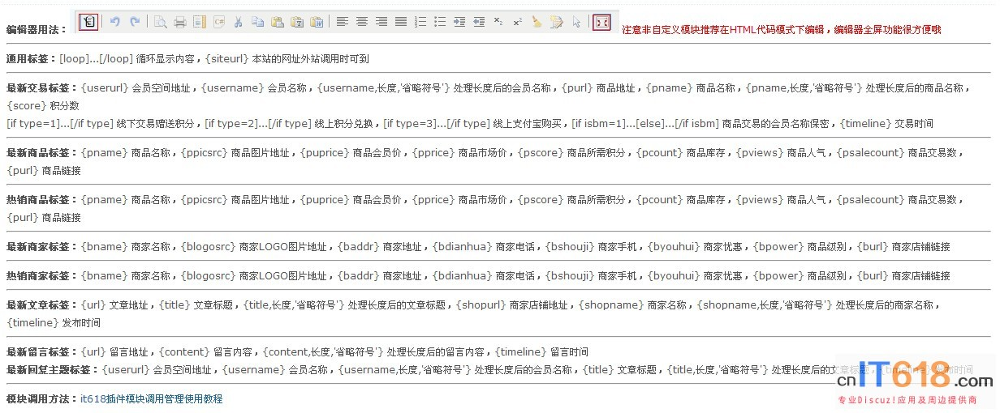 编辑器用法： 注意非自定义模块推荐在HTML代码模式下编辑，编辑器全屏功能很方便哦
通用标签：[loop]...[/loop] 循环显示内容，{siteurl} 本站的网址外站调用时可到
最新交易标签：{userurl} 会员空间地址，{username} 会员名称，{username,长度,'省略符号'} 处理长度后的会员名称，{purl} 商品地址，{pname} 商品名称，{pname,长度,'省略符号'} 处理长度后的商品名称，
{score} 积分数
[if type=1]...[/if type] 线下交易赠送积分，[if type=2]...[/if type] 线上积分兑换，[if type=3]...[/if type] 线上支付宝购买，[if isbm=1]...[else]...[/if isbm] 商品交易的会员名称保密，{timeline} 交易时间
最新商品标签：{pname} 商品名称，{ppicsrc} 商品图片地址，{puprice} 商品会员价，{pprice} 商品市场价，{pscore} 商品所需积分，{pcount} 商品库存，{pviews} 商品人气，{psalecount} 商品交易数，
{purl} 商品链接
热销商品标签：{pname} 商品名称，{ppicsrc} 商品图片地址，{puprice} 商品会员价，{pprice} 商品市场价，{pscore} 商品所需积分，{pcount} 商品库存，{pviews} 商品人气，{psalecount} 商品交易数，
{purl} 商品链接
最新商家标签：{bname} 商家名称，{blogosrc} 商家LOGO图片地址，{baddr} 商家地址，{bdianhua} 商家电话，{bshouji} 商家手机，{byouhui} 商家优惠，{bpower} 商品级别，{burl} 商家店铺链接
热销商家标签：{bname} 商家名称，{blogosrc} 商家LOGO图片地址，{baddr} 商家地址，{bdianhua} 商家电话，{bshouji} 商家手机，{byouhui} 商家优惠，{bpower} 商品级别，{burl} 商家店铺链接
最新文章标签：{url} 文章地址，{title} 文章标题，{title,长度,'省略符号'} 处理长度后的文章标题，{shopurl} 商家店铺地址，{shopname} 商家名称，{shopname,长度,'省略符号'} 处理长度后的商家名称，
{timeline} 发布时间
最新留言标签：{url} 留言地址，{content} 留言内容，{content,长度,'省略符号'} 处理长度后的留言内容，{timeline} 留言时间
最新回复主题标签：{userurl} 会员空间地址，{username} 会员名称，{username,长度,'省略符号'} 处理长度后的会员名称，{title} 文章标题，{title,长度,'省略符号'} 处理长度后的文章标题，{timeline} 发布时间
cnIT618.com
专业Discuz!应用及周边提供商
模块调用方法：it618插件模块调用管理使用教程